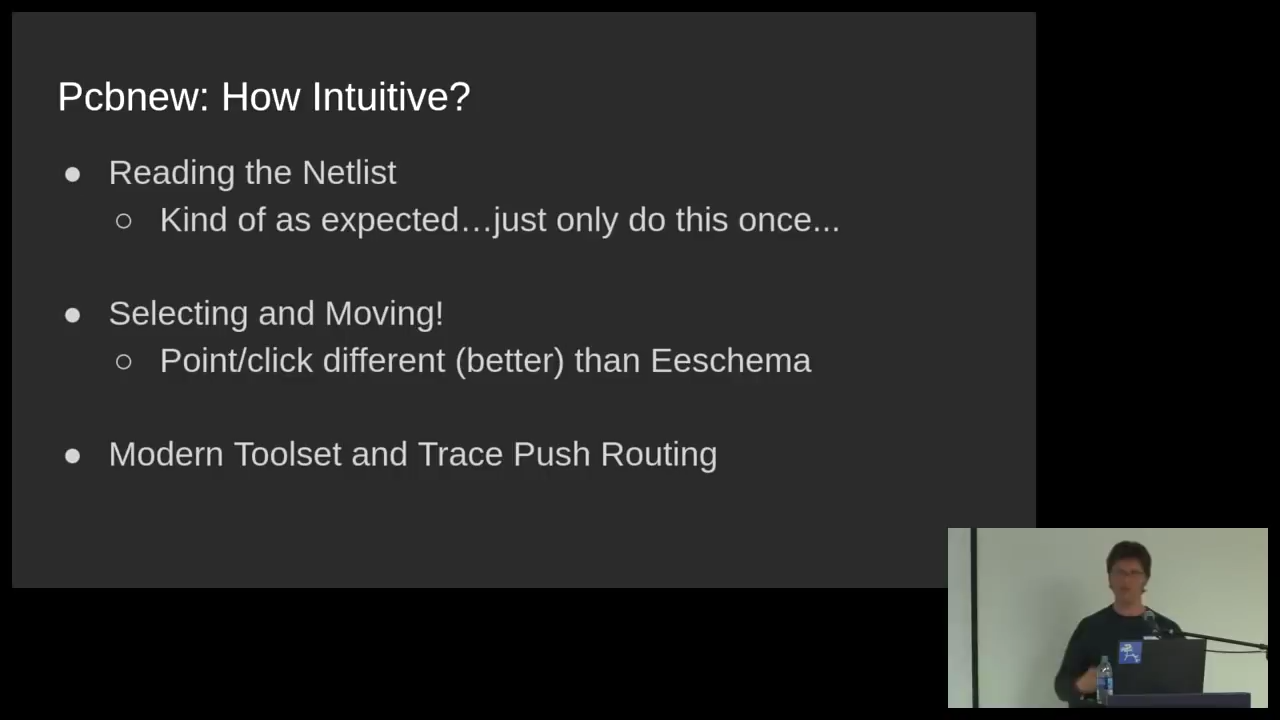 Pcbnew: How Intuitive?
● Reading the Netlist
○ Kind of as expected…just only do this once...
● Selecting and Moving!
○ Point/click different (better) than Eeschema
● Modern Toolset and Trace Push Routing